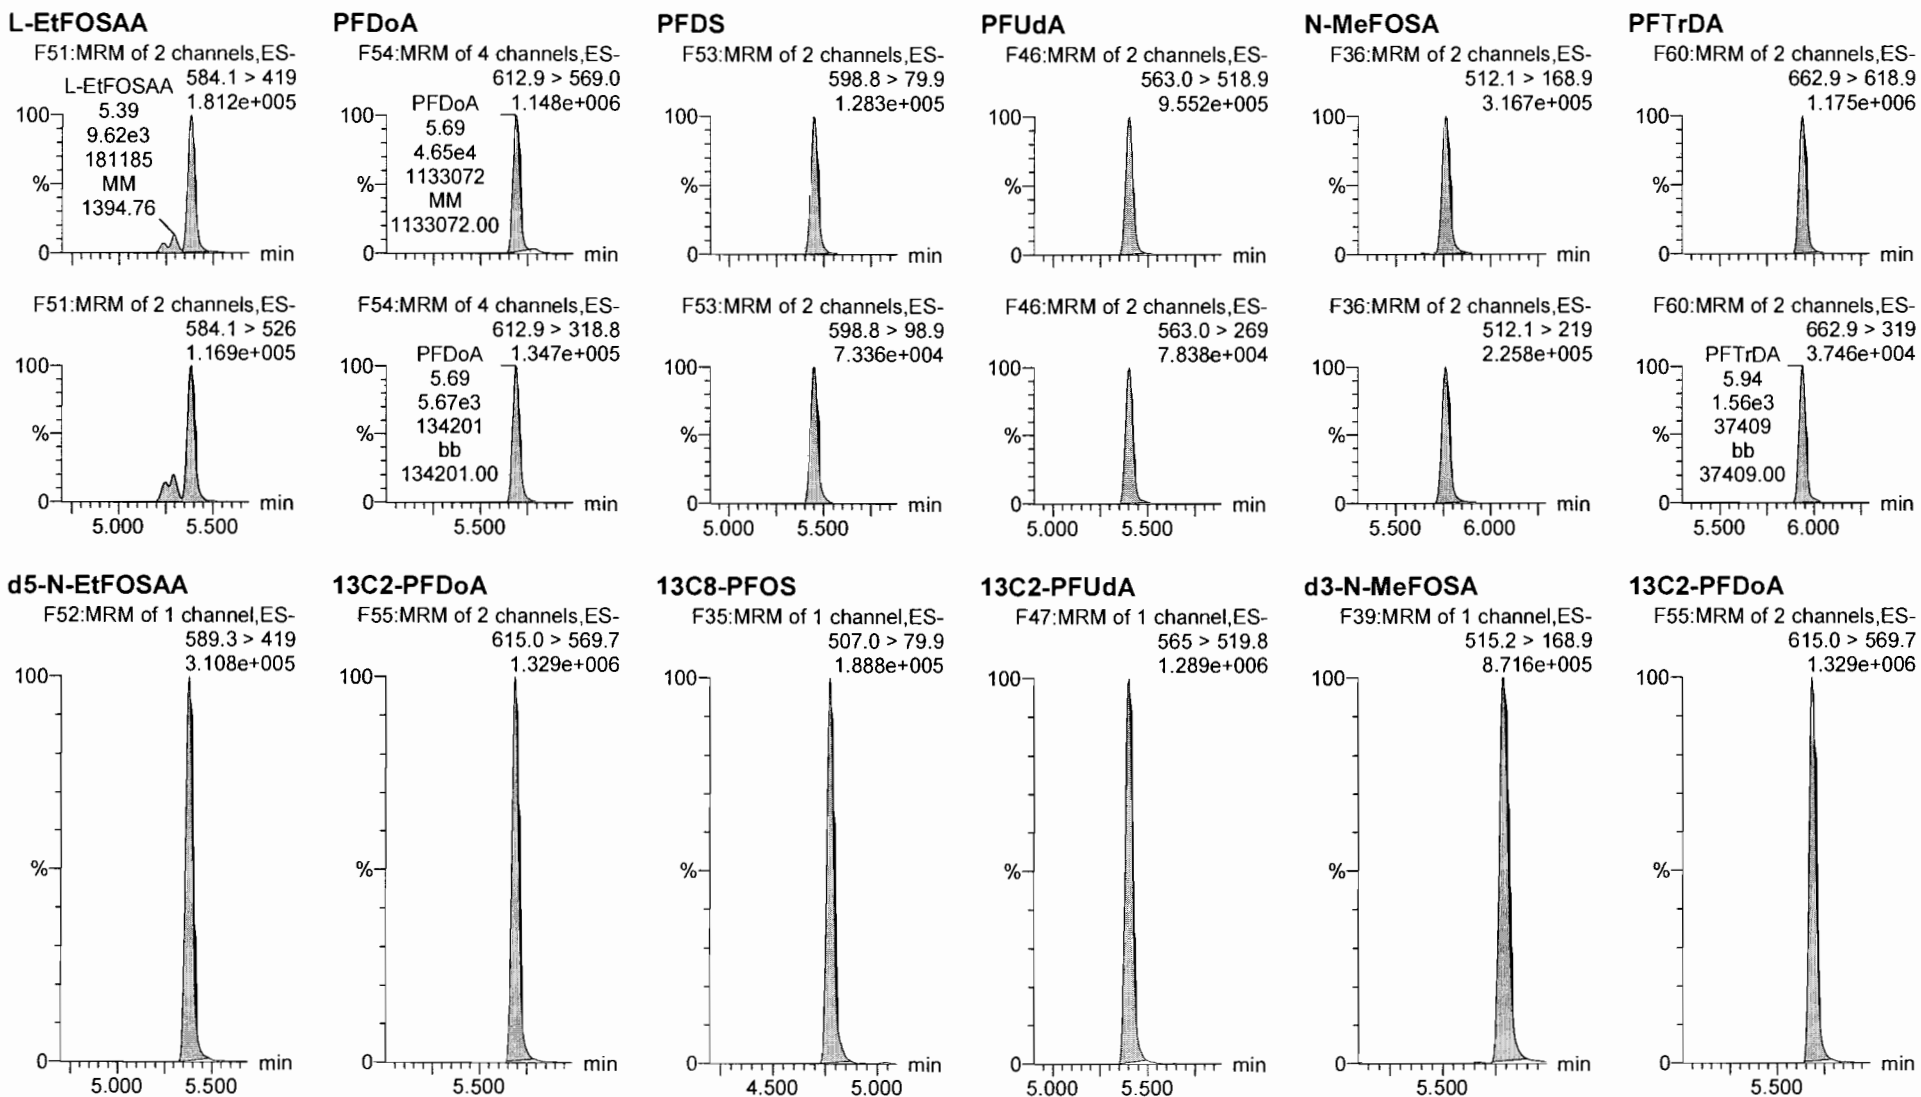 L-EtFOSAA
F51:MRM of 2 channels,ES-
584.1 > 419
1.812e+005
L-EtFOSAA
5.39
9.62e3
181185
MM
1394.76
100
%
0
min
PFDoA
F54:MRM of 4 channels,ES-
612.9 > 569.0
1.148e+006
PFDoA
5.69
4.65e4
1133072
MM
1133072.00
100
%
0
min
PFDS
F53:MRM of 2 channels,ES-
598.8 > 79.9
1.283e+005
100
%
0
min
PFUdA
F46:MRM of 2 channels,ES-
563.0 > 518.9
9.552e+005
100
%
0
min
N-MeFOSA
F36:MRM of 2 channels,ES-
512.1 > 168.9
3.167e+005
100
%
0
min
PFTrDA
F60:MRM of 2 channels,ES-
662.9 > 618.9
1.175e+006
100
%
0
min
F51:MRM of 2 channels,ES-
584.1 > 526
1.169e+005
100
%
0
min
5.000 5.500
F54:MRM of 4 channels,ES-
612.9 > 318.8
1.347e+005
PFDoA
5.69
5.67e3
134201
bb
134201.00
100
%
0
min
5.500
F53:MRM of 2 channels,ES-
598.8 > 98.9
7.336e+004
100
%
0
min
5.000 5.500
F46:MRM of 2 channels,ES-
563.0 > 269
7.838e+004
100
%
0
min
5.000 5.500
F36:MRM of 2 channels,ES-
512.1 > 219
2.258e+005
100
%
0
min
5.500 6.000
F60:MRM of 2 channels,ES-
662.9 > 319
3.746e+004
PFTrDA
5.94
1.56e3
37409
bb
37409.00
100
%
0
min
5.500 6.000
d5-N-EtFOSAA
F52:MRM of 1 channel,ES-
589.3 > 419
3.108e+005
100
%
0
min
5.000 5.500
13C2-PFDoA
F55:MRM of 2 channels,ES-
615.0 > 569.7
1.329e+006
100
%
0
min
5.500
13C8-PFOS
F35:MRM of 1 channel,ES-
507.0 > 79.9
1.888e+005
100
%
0
min
4.500 5.000
13C2-PFUdA
F47:MRM of 1 channel,ES-
565 > 519.8
1.289e+006
100
%
0
min
5.000 5.500
d3-N-MeFOSA
F39:MRM of 1 channel,ES-
515.2 > 168.9
8.716e+005
100
%
0
min
5.500
13C2-PFDoA
F55:MRM of 2 channels,ES-
615.0 > 569.7
1.329e+006
100
%
0
min
5.500